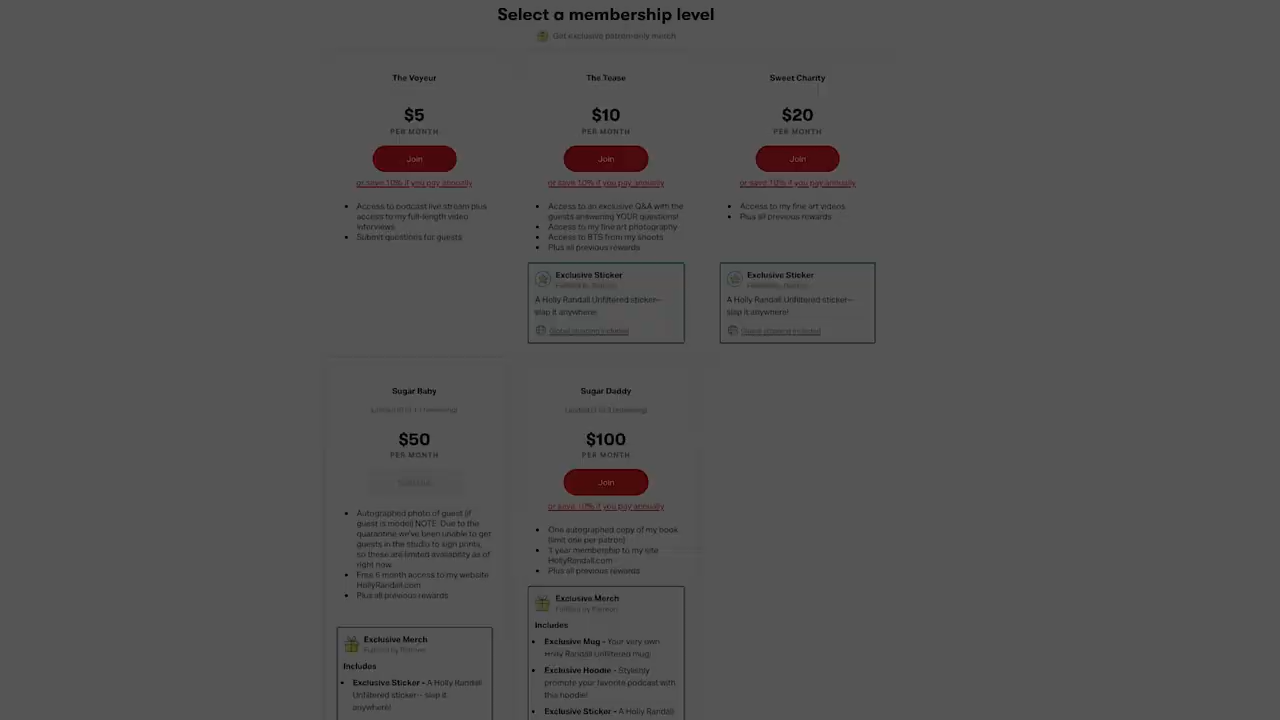 Select a membership level
Get exclusive patron-only merch
The Voyeur
$5
PER MONTH
Join
or save 10% if you pay annually
Access to podcast live stream plus
access to my full-length video
interviews
Submit questions for guests
The Tease
$10
PER MONTH
Join
or save 10% if you pay annually
Access to an exclusive Q&A with the
guests answering YOUR questions!
Access to my fine art photography
Access to BTS from my shoots
Plus all previous rewards
Exclusive Sticker
A Holly Randall Unfiltered sticker--
slap it anywhere!
Global shipping included
Sweet Charity
$20
PER MONTH
Join
or save 10% if you pay annually
Access to my fine art videos
Plus all previous rewards
Exclusive Sticker
A Holly Randall Unfiltered sticker--
slap it anywhere!
Global shipping included
Sugar Baby
$50
PER MONTH
Autographed photo of guest (if
guest is model) NOTE: Due to the
quarantine we've been unable to get
guests in the studio to sign prints,
so these are limited availability as of
right now.
Free 6 month access to my website
HollyRandall.com
Plus all previous rewards
Exclusive Merch
Fulfilled by Patreon
Includes
Exclusive Sticker - A Holly Randall
Unfiltered sticker-- slap it
anywhere!
Sugar Daddy
$100
PER MONTH
Join
or save 10% if you pay annually
One autographed copy of my book
(limit one per patron)
1 year membership to my site
HollyRandall.com
Plus all previous rewards
Exclusive Merch
Fulfilled by Patreon
Includes
Exclusive Mug - Your very own
Holly Randall Unfiltered mug!
Exclusive Hoodie - Stylishly
promote your favorite podcast with
this hoodie!
Exclusive Sticker - A Holly Randall